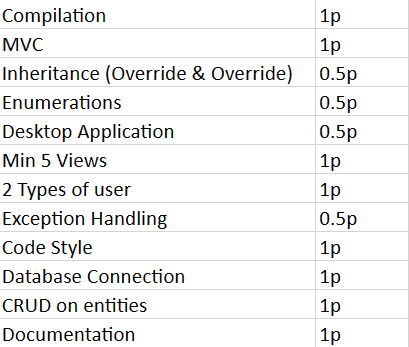 Compilation 1p
MVC 1p
Inheritance (Override & Override) 0.5p
Enumerations 0.5p
Desktop Application 0.5p
Min 5 Views 1p
2 Types of user 1p
Exception Handling 0.5p
Code Style 1p
Database Connection 1p
CRUD on entities 1p
Documentation 1p